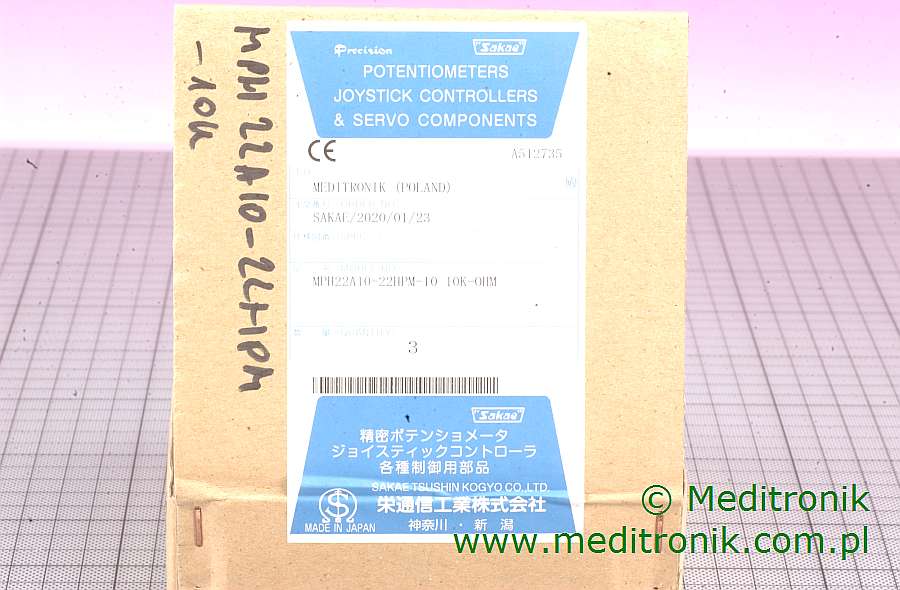 MPH 22A10-22HPM
-10k
Precision
Sakae
POTENTIOMETERS
JOYSTICK CONTROLLERS
& SERVO COMPONENTS
CE
A512735
MEDITRONIK (POLAND)
SAKAE/2020/01/23
MPH22A10-22HPM-10 10K-OHM
3
Sakae
精密ポテンショメータ
ジョイスティックコントローラ
各種制御用部品
SAKAE TSUSHIN KOGYO CO., LTD.
栄通信工業株式会社
MADE IN JAPAN
神奈川・新潟
© Meditronik
www.meditronik.com.pl